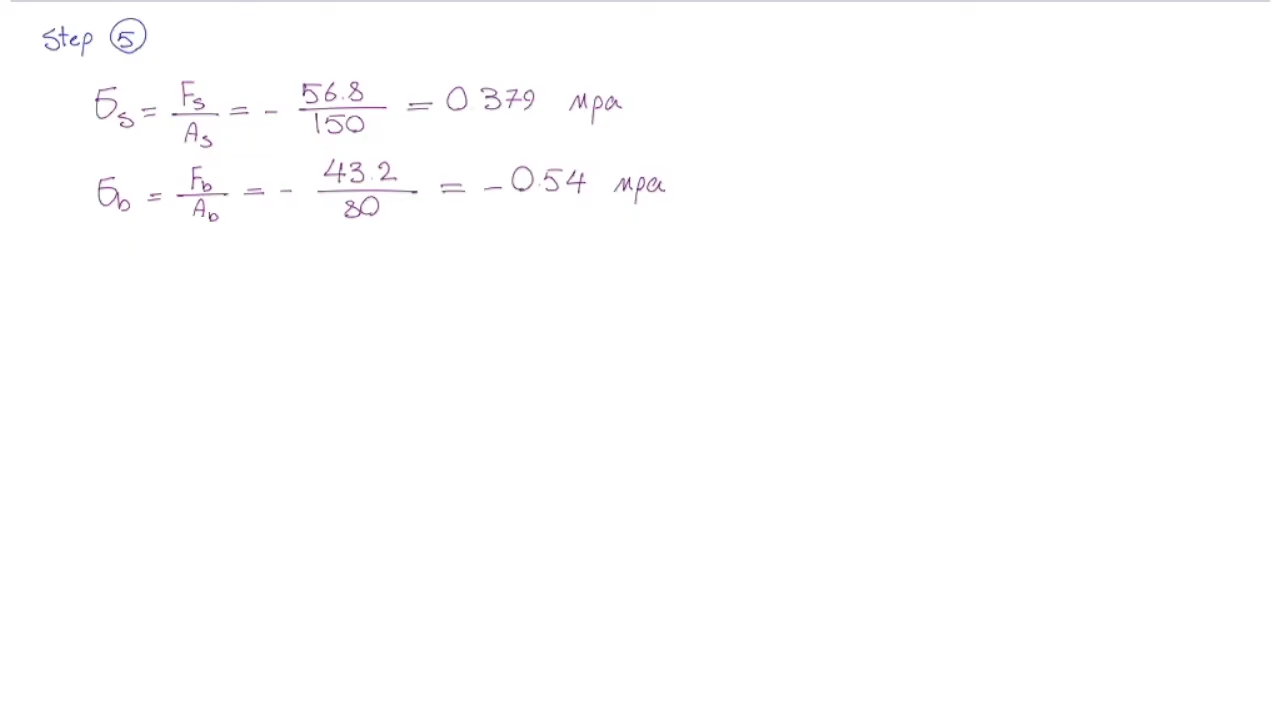 Step ⑤
σs = Fs/As = - 56.8/150 = 0 379 mpa
σb = Fb/Ab = - 43.2/80 = - 0.54 mpa